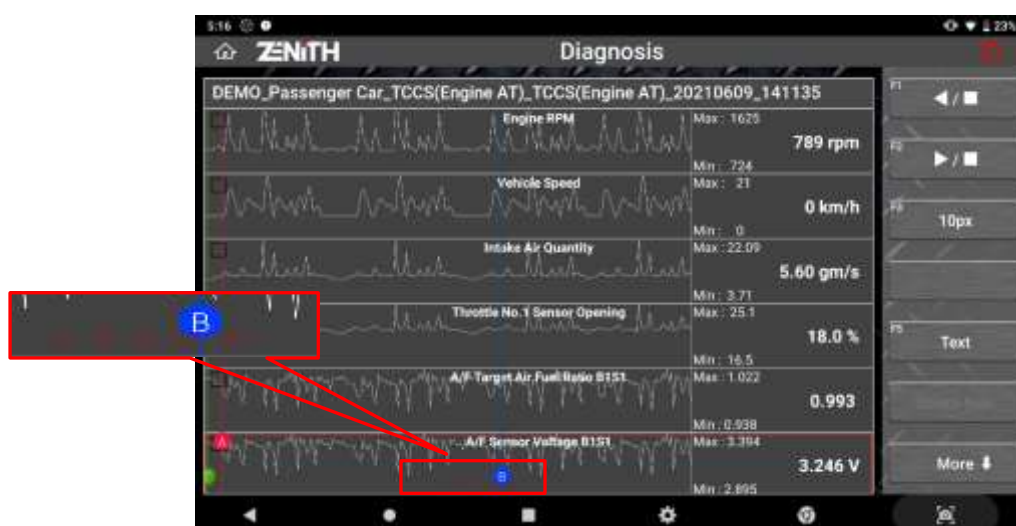 5:16
23%
ZENITH
Diagnosis
DEMO_Passenger Car_TCCS(Engine AT)_TCCS(Engine AT)_20210609_141135
Engine RPM
Max : 1625
789 rpm
Min : 724
Vehicle Speed
Max : 21
0 km/h
Min : 0
Intake Air Quantity
Max : 22.09
5.60 gm/s
Min : 3.71
Throttle No.1 Sensor Opening
Max : 25.1
18.0 %
Min : 16.5
A/F Target Air Fuel Ratio B1S1
Max : 1.022
0.993
Min : 0.938
A
A/F Sensor Voltage B1S1
Max : 3.394
3.246 V
Min : 2.895
B
B
F1
F2
F3
10px
F5
Text
More